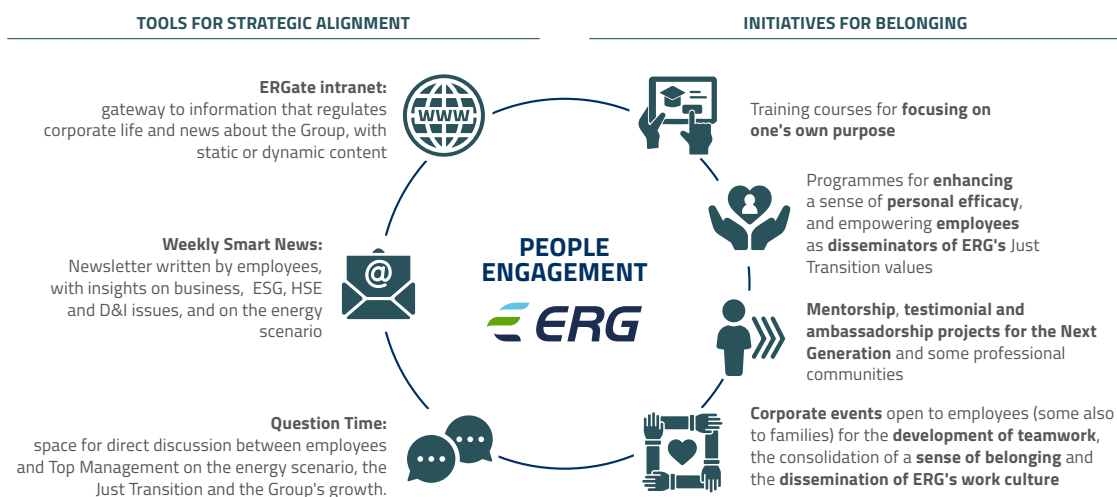 TOOLS FOR STRATEGIC ALIGNMENT
ERGate intranet:
gateway to information that regulates
corporate life and news about the Group, with
static or dynamic content
WWW
Weekly Smart News:
Newsletter written by employees,
with insights on business, ESG, HSE
and D&I issues, and on the energy
scenario
@
Question Time:
space for direct discussion between employees
and Top Management on the energy scenario, the
Just Transition and the Group's growth.
PEOPLE
ENGAGEMENT
ERG
INITIATIVES FOR BELONGING
Training courses for focusing on
one's own purpose
Programmes for enhancing
a sense of personal efficacy,
and empowering employees
as disseminators of ERG's Just
Transition values
Mentorship, testimonial and
ambassadorship projects for the Next
Generation and some professional
communities
Corporate events open to employees (some also
to families) for the development of teamwork,
the consolidation of a sense of belonging and
the dissemination of ERG's work culture